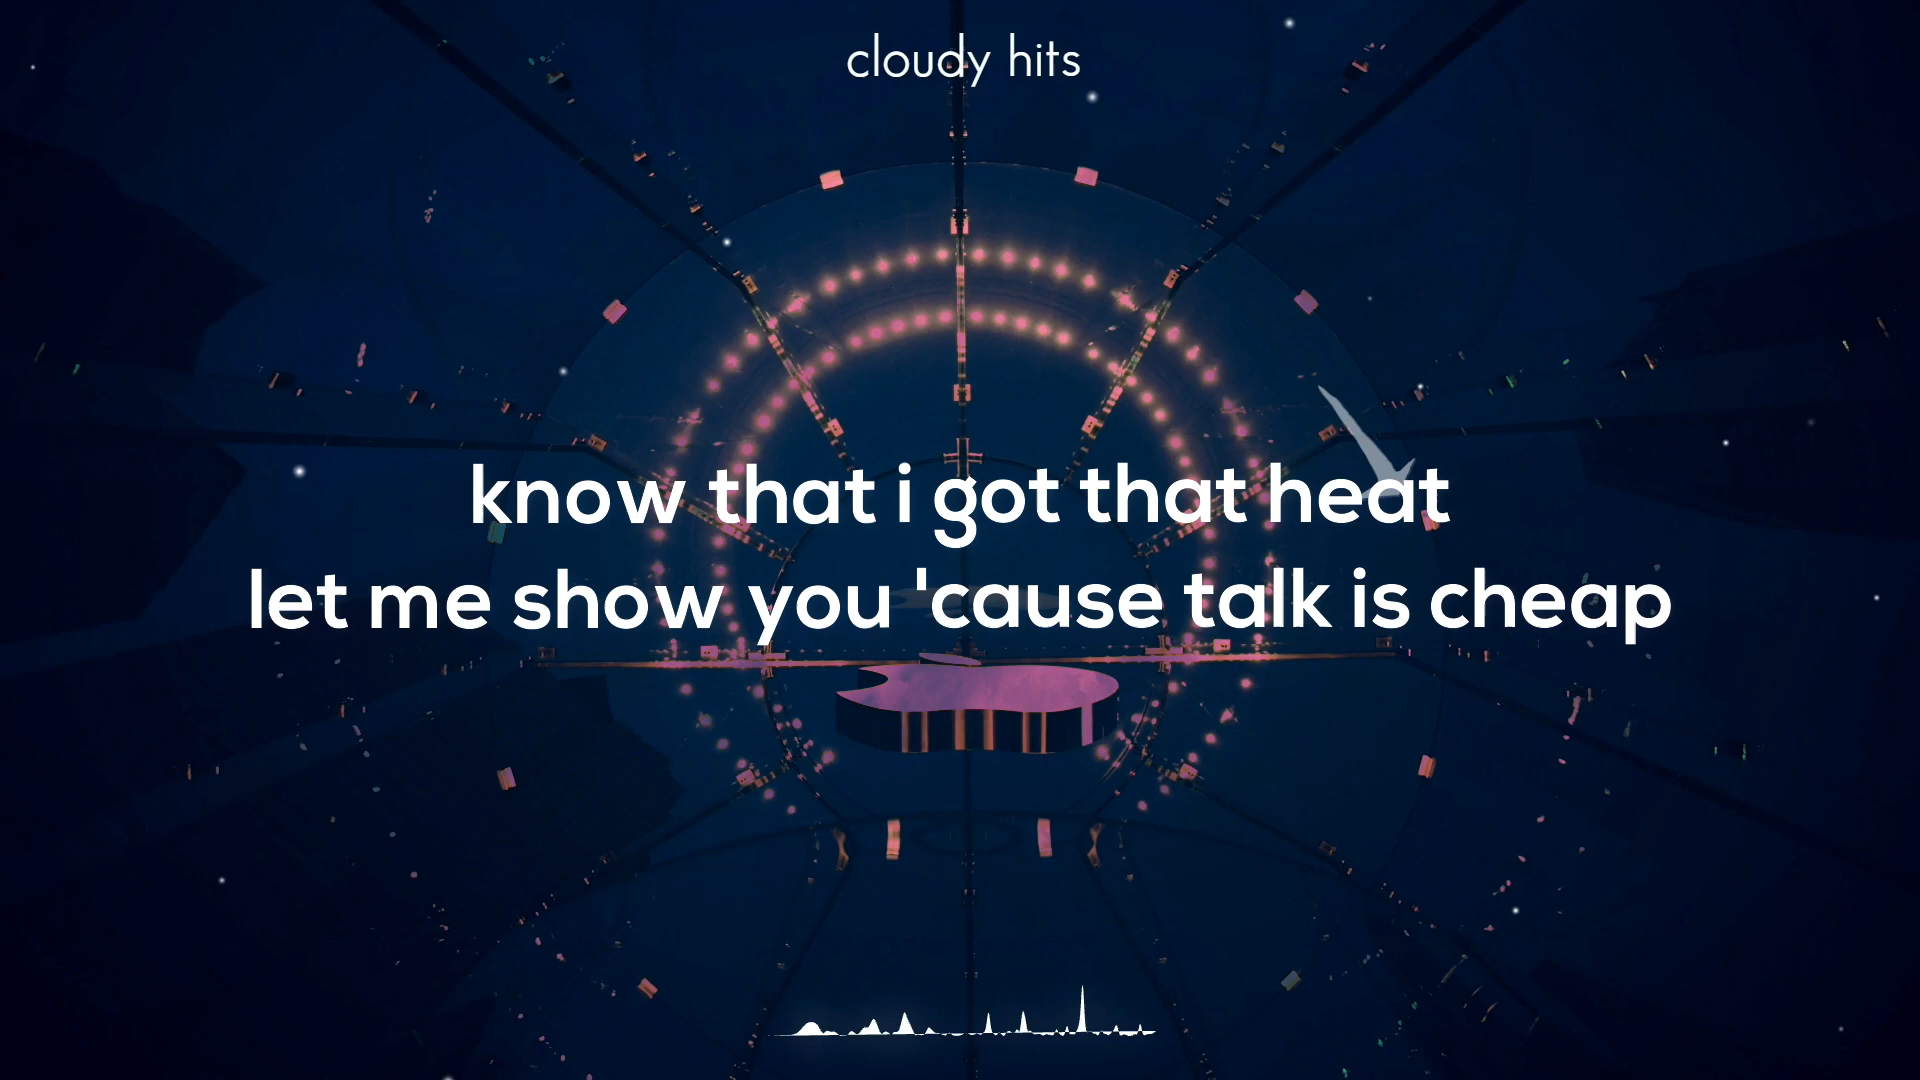 cloudy hits
know that i got that heat
let me show you 'cause talk is cheap